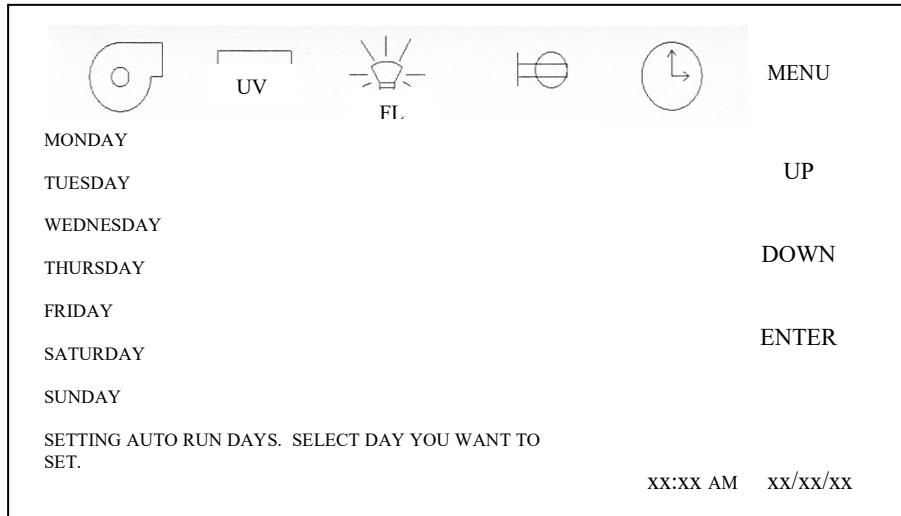 UV
FL
MENU
MONDAY
TUESDAY
UP
WEDNESDAY
THURSDAY
DOWN
FRIDAY
SATURDAY
ENTER
SUNDAY
SETTING AUTO RUN DAYS. SELECT DAY YOU WANT TO
SET.
xx:xx AM xx/xx/xx